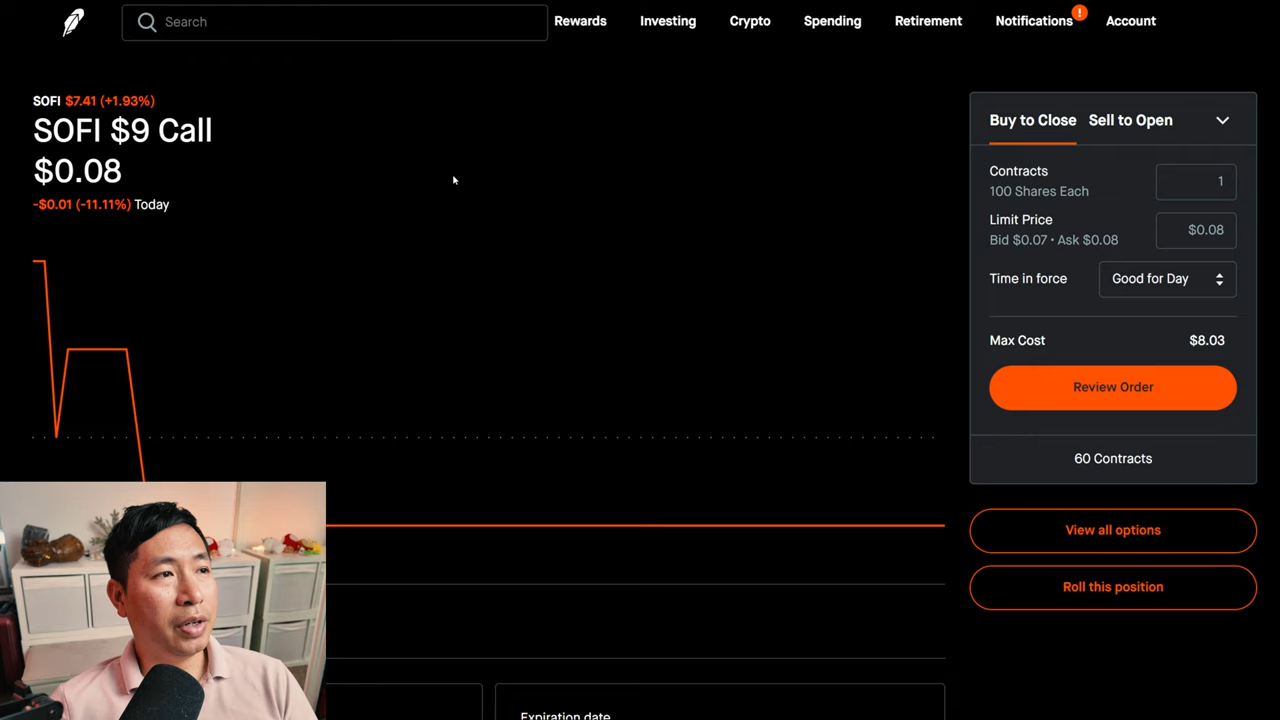 Search
Rewards
Investing
Crypto
Spending
Retirement
Notifications
!
Account
SOFI $7.41 (+1.93%)
SOFI $9 Call
$0.08
-$0.01 (-11.11%) Today
Buy to Close
Sell to Open
Contracts
100 Shares Each
1
Limit Price
Bid $0.07 • Ask $0.08
$0.08
Time in force
Good for Day
Max Cost
$8.03
Review Order
60 Contracts
View all options
Roll this position
Expiration date